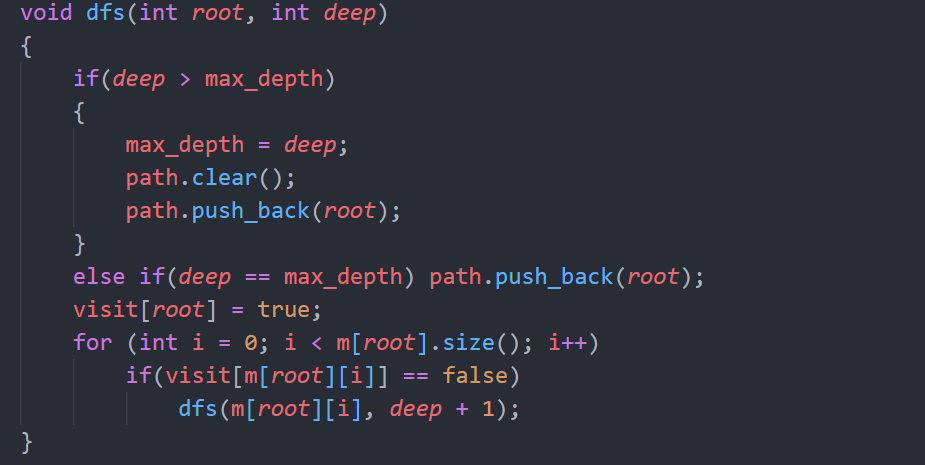 void dfs(int root, int deep)
{
    if(deep > max_depth)
    {
        max_depth = deep;
        path.clear();
        path.push_back(root);
    }
    else if(deep == max_depth) path.push_back(root);
    visit[root] = true;
    for (int i = 0; i < m[root].size(); i++)
        if(visit[m[root][i]] == false)
            dfs(m[root][i], deep + 1);
}